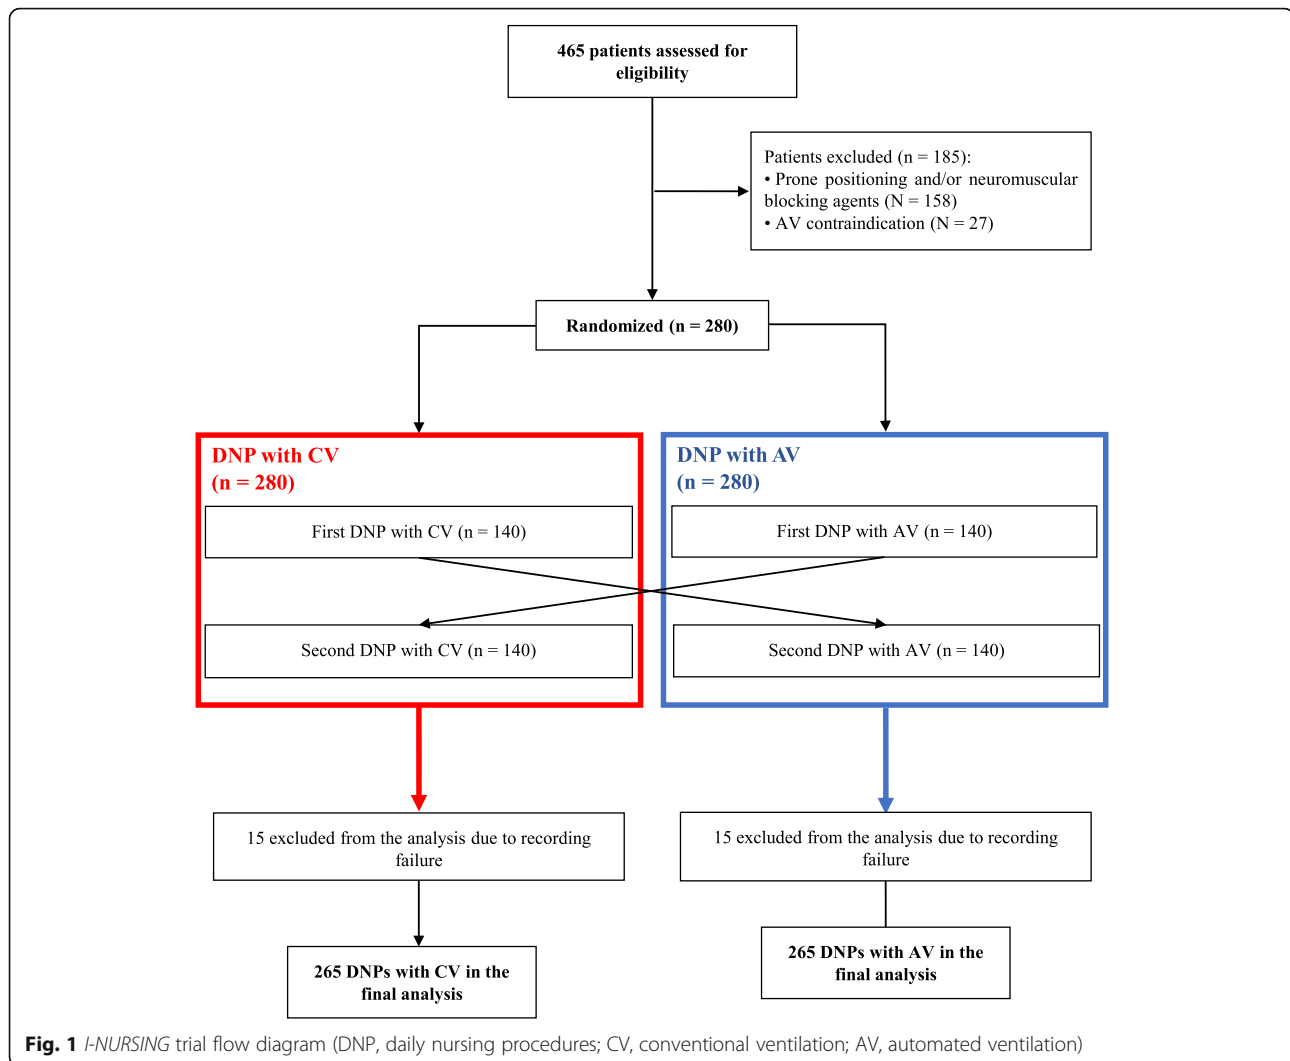 465 patients assessed for
eligibility
Patients excluded (n = 185):
• Prone positioning and/or neuromuscular
blocking agents (N = 158)
• AV contraindication (N = 27)
Randomized (n = 280)
DNP with CV
(n = 280)
First DNP with CV (n = 140)
Second DNP with CV (n = 140)
DNP with AV
(n = 280)
First DNP with AV (n = 140)
Second DNP with AV (n = 140)
15 excluded from the analysis due to recording
failure
15 excluded from the analysis due to recording
failure
265 DNPs with CV in the
final analysis
265 DNPs with AV in the
final analysis
Fig. 1 I-NURSING trial flow diagram (DNP, daily nursing procedures; CV, conventional ventilation; AV, automated ventilation)